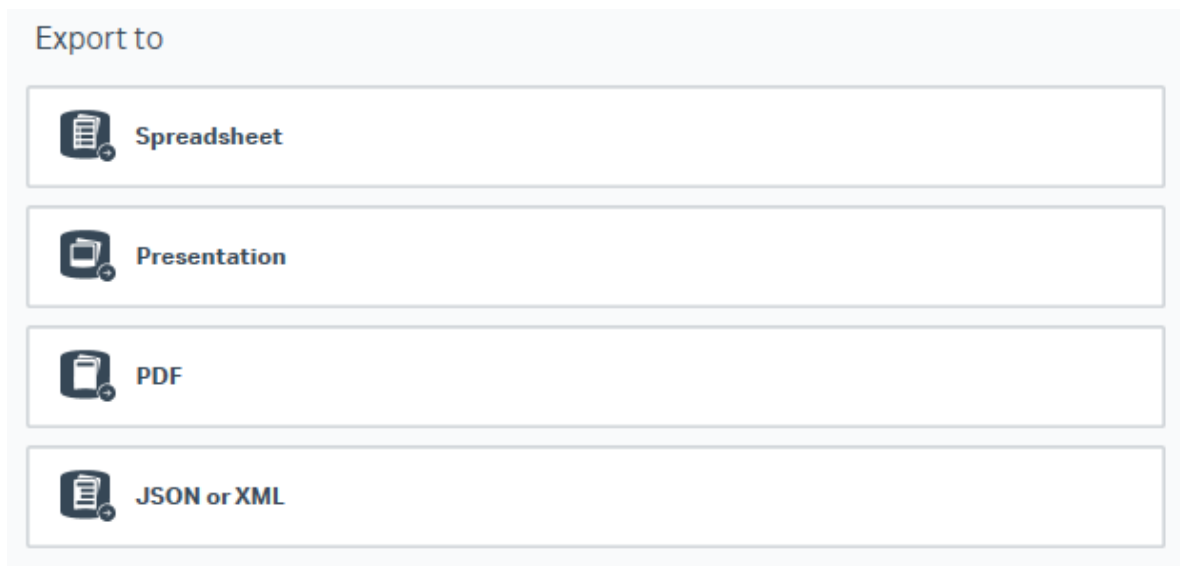 Export to
Spreadsheet
Presentation
PDF
JSON or XML